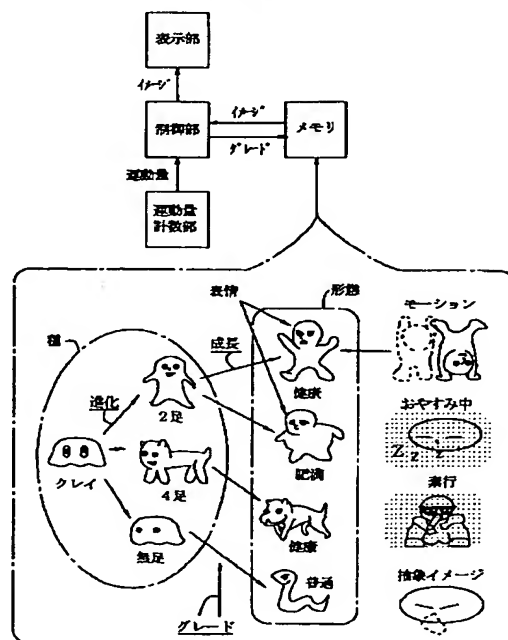 表示部
イメージ
制御部
イメージ
グレード
メモリ
運動量
運動量
計数部
表情
形態
モーション
種
成長
進化
2足
健康
おやすみ中
Z z z
クレイ
4足
肥満
素行
無足
健康
抽象イメージ
普通
グレード